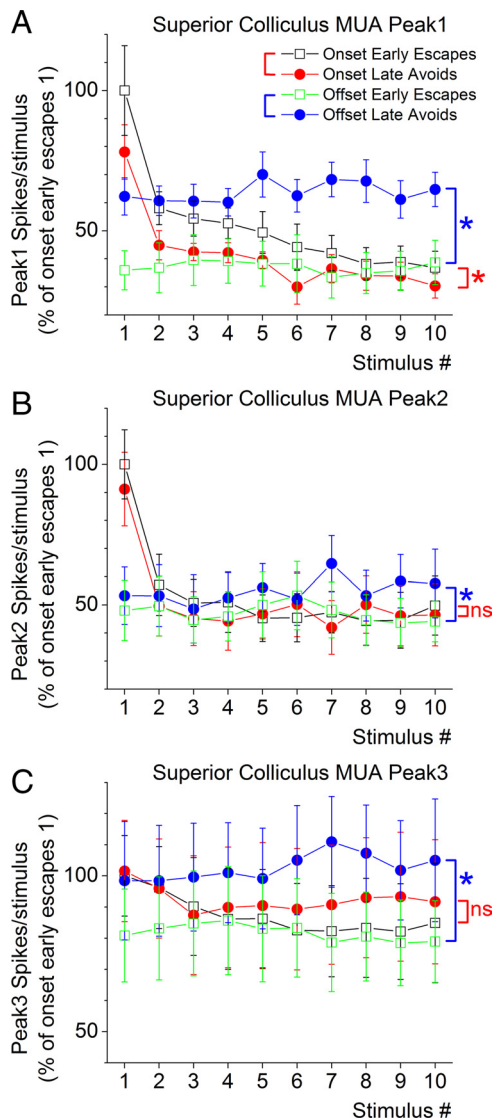 A
Superior Colliculus MUA Peak1
Onset Early Escapes
Onset Late Avoids
Offset Early Escapes
Offset Late Avoids
100
50
Peak1 Spikes/stimulus
(% of onset early escapes 1)
*
*
1 2 3 4 5 6 7 8 9 10
Stimulus #
B
Superior Colliculus MUA Peak2
100
50
Peak2 Spikes/stimulus
(% of onset early escapes 1)
*
ns
1 2 3 4 5 6 7 8 9 10
Stimulus #
C
Superior Colliculus MUA Peak3
100
50
Peak3 Spikes/stimulus
(% of onset early escapes 1)
*
ns
1 2 3 4 5 6 7 8 9 10
Stimulus #